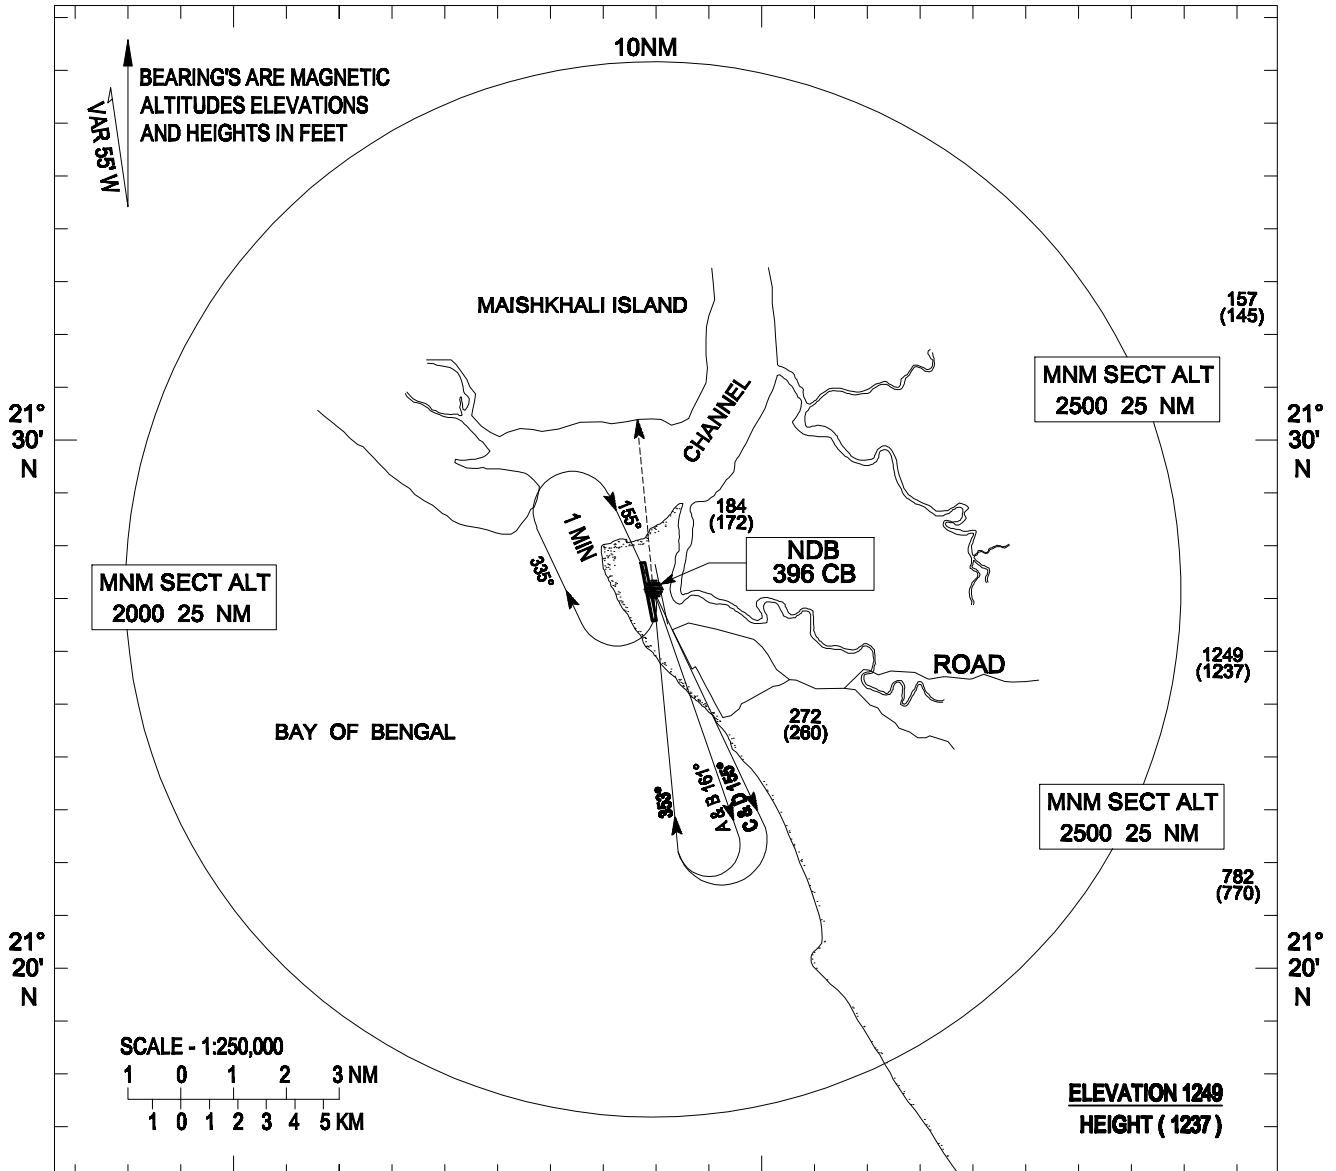 10NM
BEARING'S ARE MAGNETIC
ALTITUDES ELEVATIONS
AND HEIGHTS IN FEET
VAR 55' W
MAISHKHALI ISLAND
157
(145)
MNM SECT ALT
2500 25 NM
CHANNEL
21°
30'
N
21°
30'
N
184
(172)
155°
1 MIN
335°
NDB
396 CB
MNM SECT ALT
2000 25 NM
ROAD
1249
(1237)
272
(260)
BAY OF BENGAL
353°
A & B 161°
C & D 155°
MNM SECT ALT
2500 25 NM
782
(770)
21°
20'
N
21°
20'
N
SCALE - 1:250,000
1 0 1 2 3 NM
1 0 1 2 3 4 5 KM
ELEVATION 1249
HEIGHT ( 1237 )